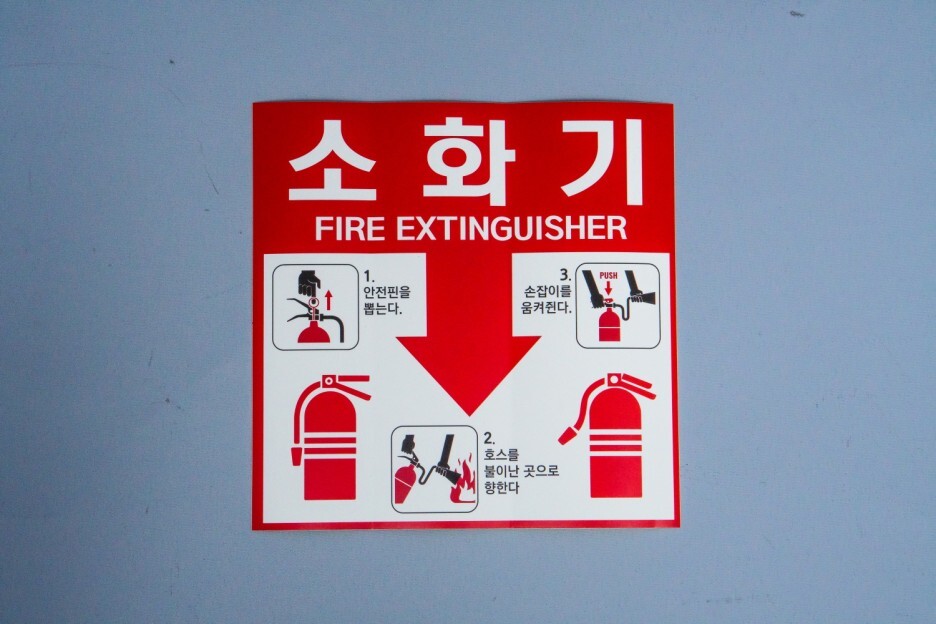 소화기
FIRE EXTINGUISHER
1.
안전핀을
뽑는다.
2.
호스를
불이난 곳으로
향한다
3.
손잡이를
움켜쥔다.
PUSH